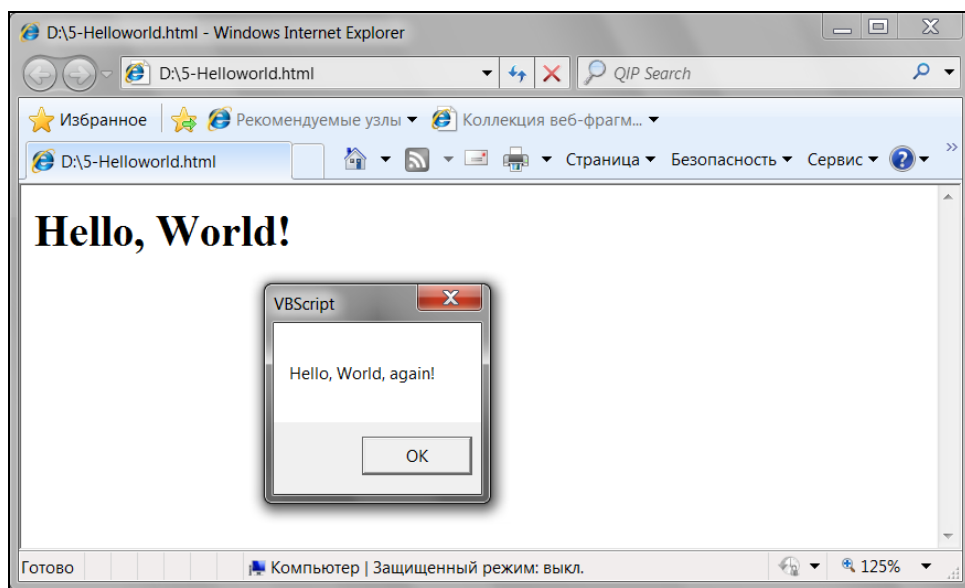 D:\5-Helloworld.html - Windows Internet Explorer
D:\5-Helloworld.html QIP Search
Избранное Рекомендуемые узлы Коллекция веб-фрагм...
D:\5-Helloworld.html Страница Безопасность Сервис
Hello, World!
VBScript
Hello, World, again!
OK
Готово Компьютер | Защищенный режим: выкл. 125%